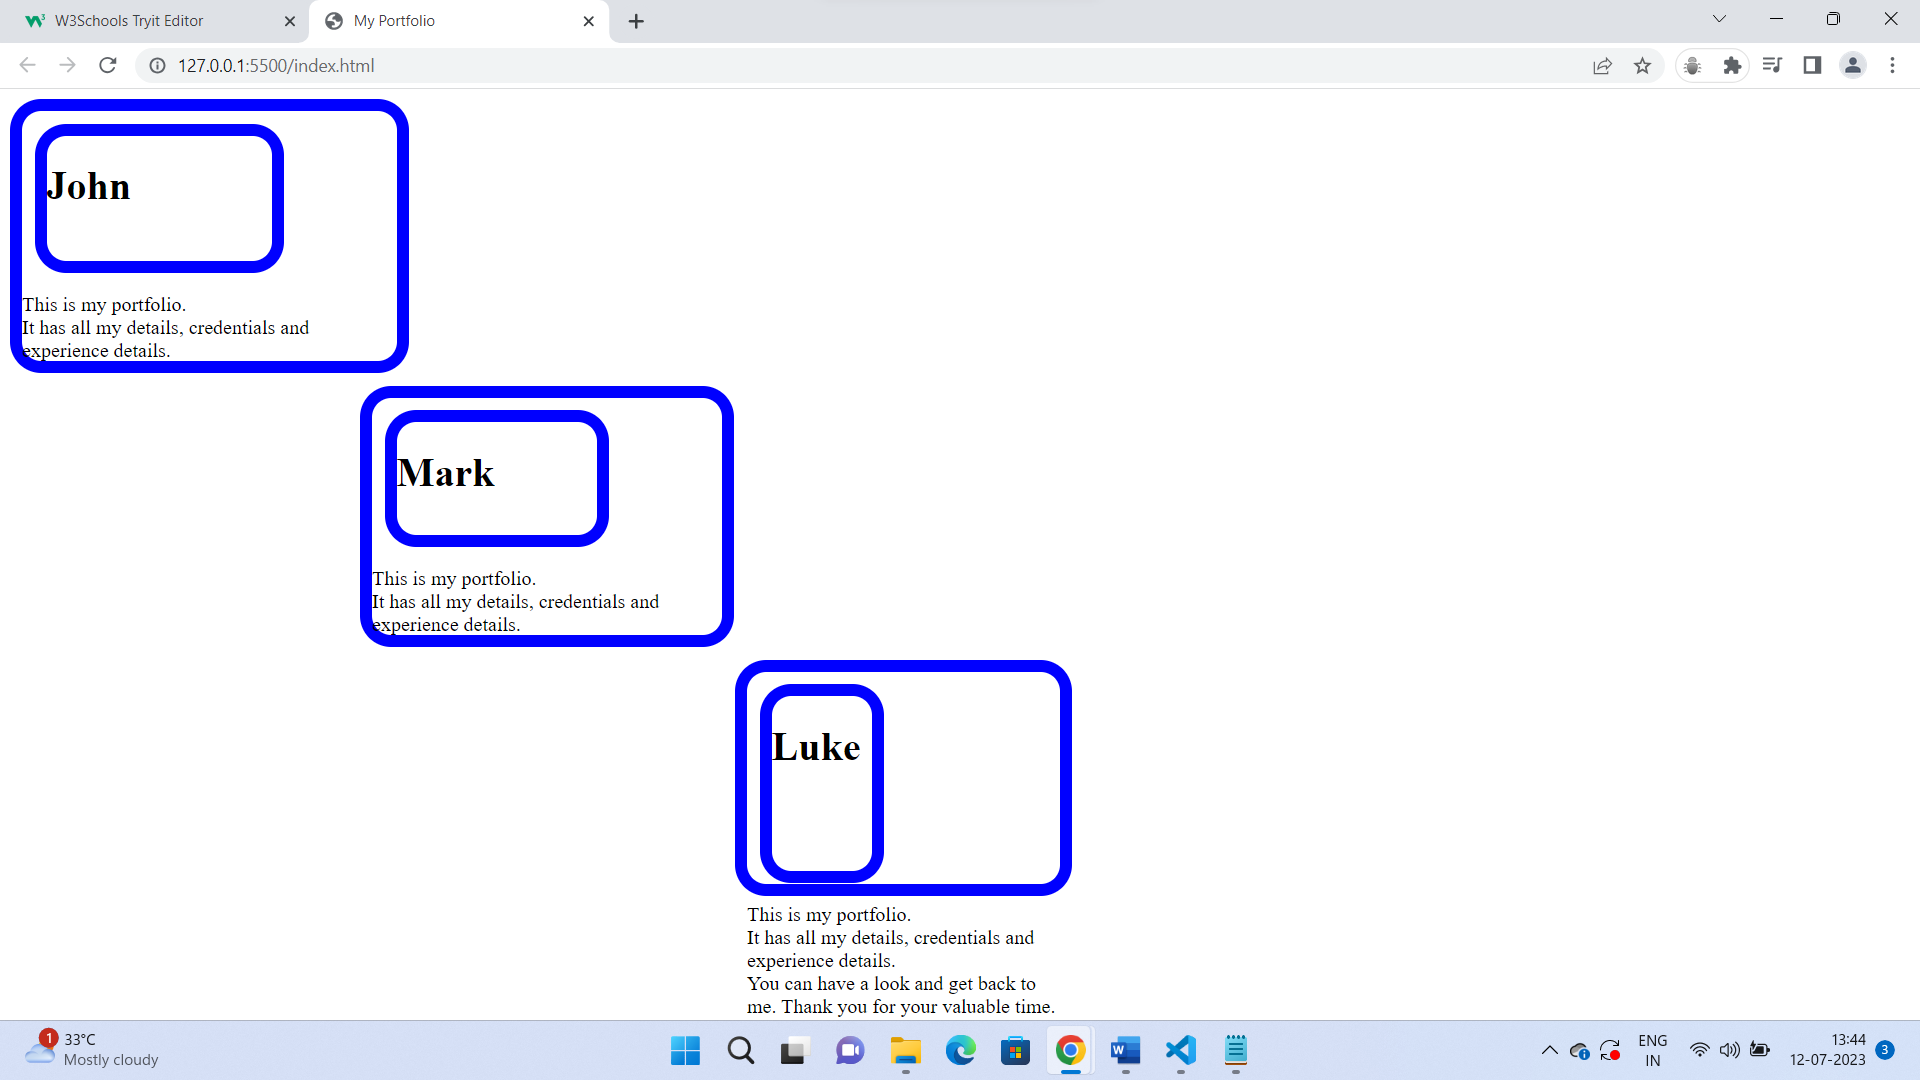 W3Schools Tryit Editor
My Portfolio
127.0.0.1:5500/index.html
John
This is my portfolio.
It has all my details, credentials and
experience details.
Mark
This is my portfolio.
It has all my details, credentials and
experience details.
Luke
This is my portfolio.
It has all my details, credentials and
experience details.
You can have a look and get back to
me. Thank you for your valuable time.
1
33°C
Mostly cloudy
ENG
IN
13:44
12-07-2023
3